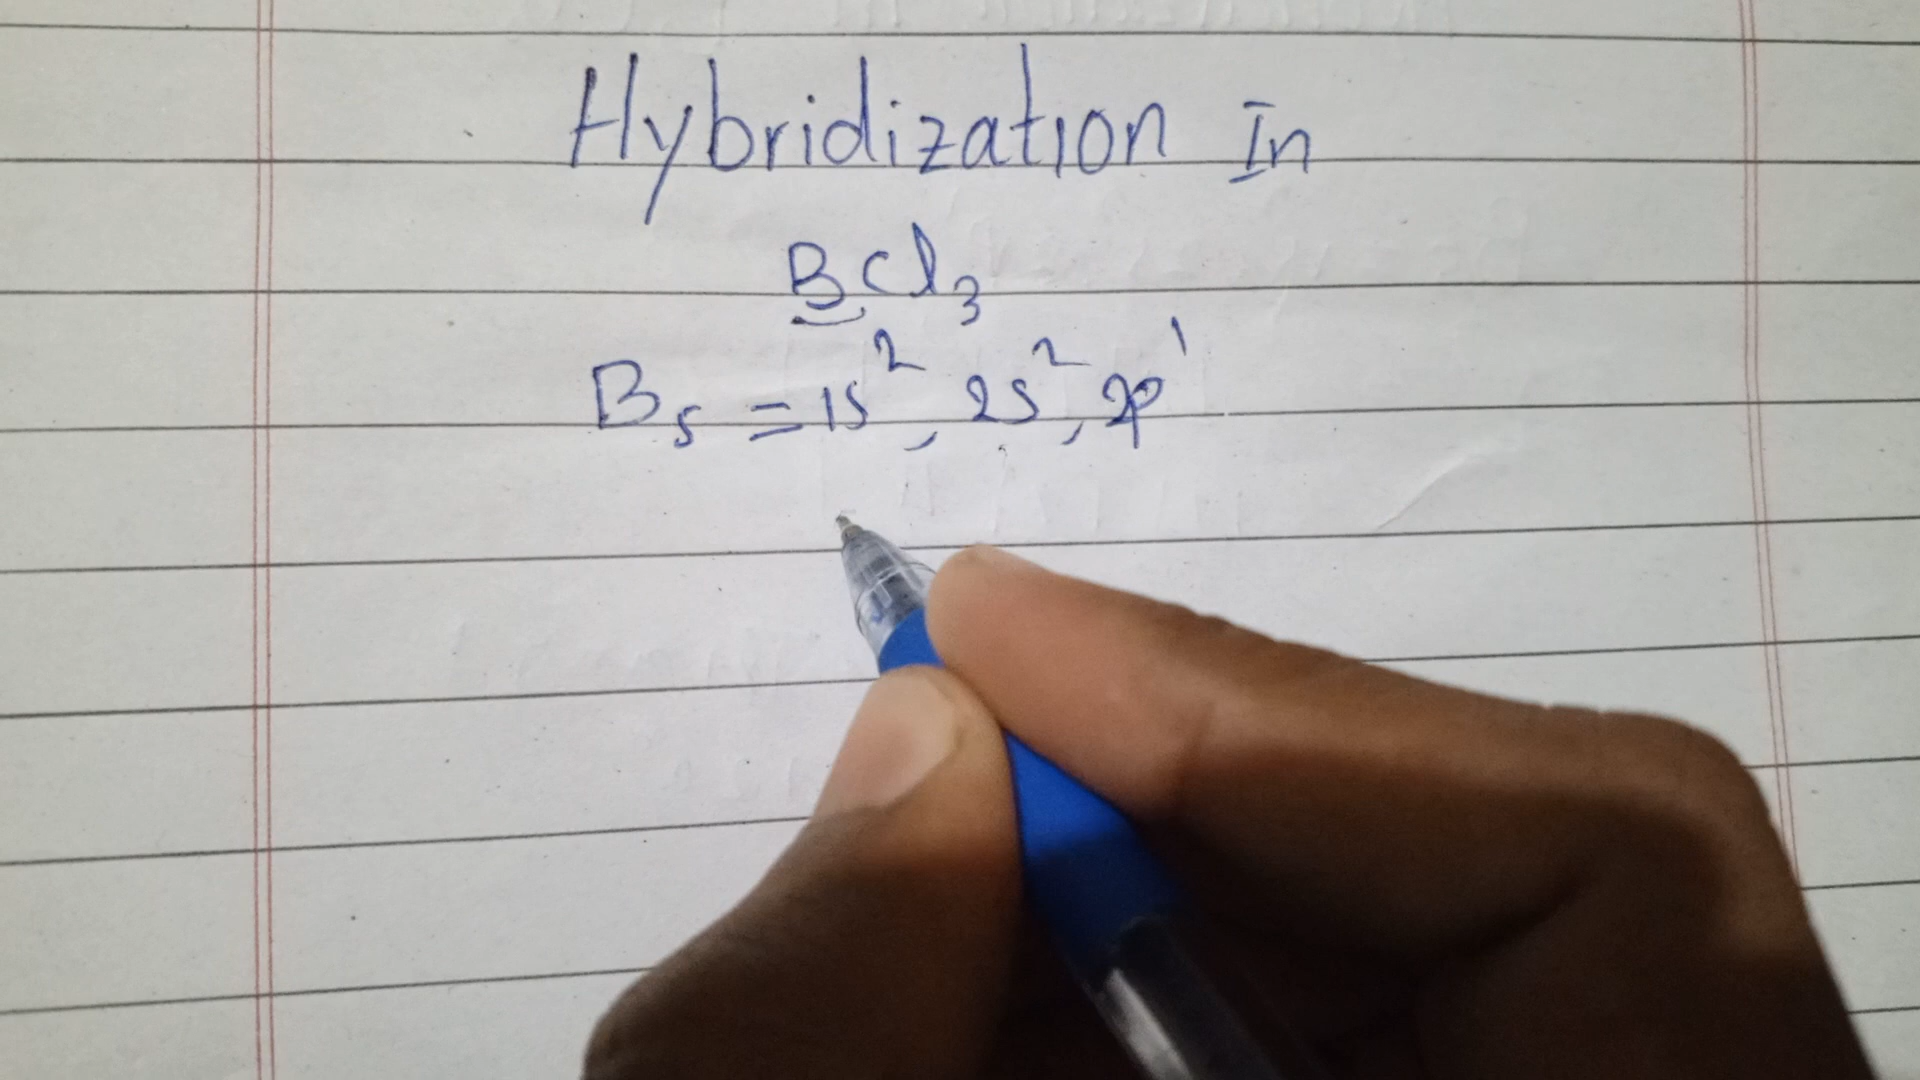 Hybridization In
BCl₃
B₅ = 1s², 2s², 2p¹